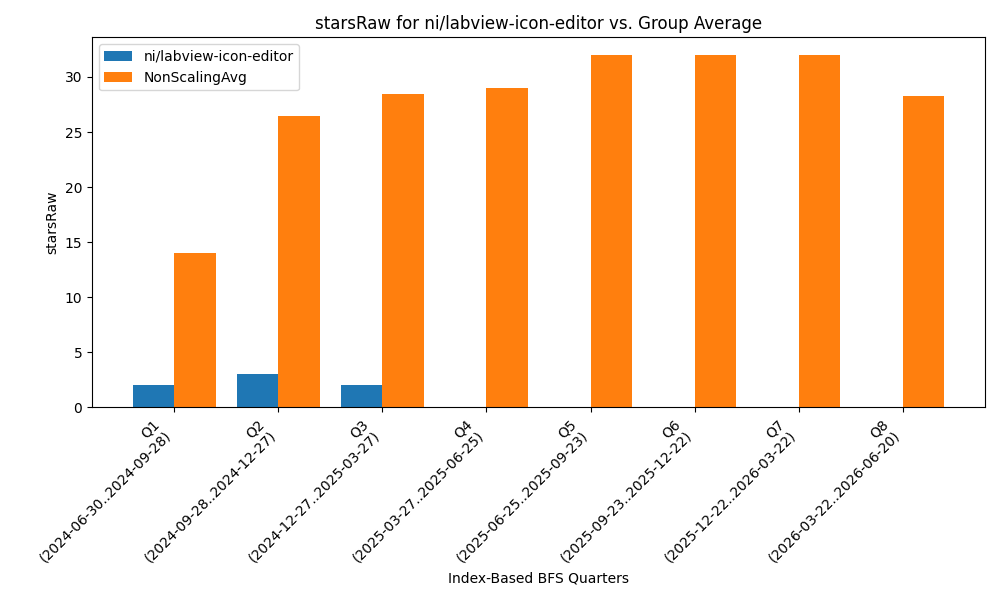 starsRaw for ni/labview-icon-editor vs. Group Average
ni/labview-icon-editor
NonScalingAvg
starsRaw
30
25
20
15
10
5
0
Q1
(2024-06-30..2024-09-28)
Q2
(2024-09-28..2024-12-27)
Q3
(2024-12-27..2025-03-27)
Q4
(2025-03-27..2025-06-25)
Q5
(2025-06-25..2025-09-23)
Q6
(2025-09-23..2025-12-22)
Q7
(2025-12-22..2026-03-22)
Q8
(2026-03-22..2026-06-20)
Index-Based BFS Quarters